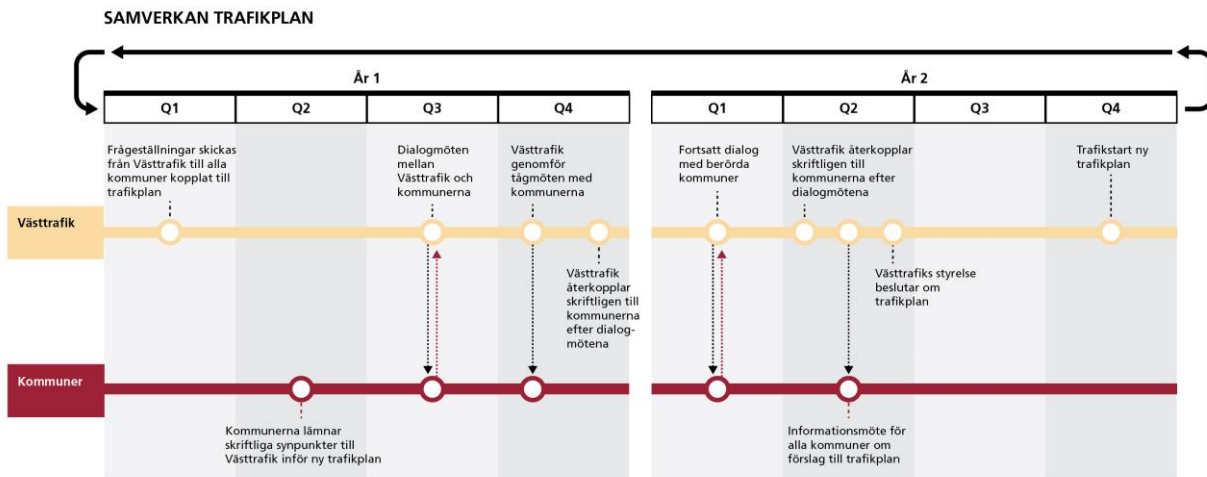 SAMVERKAN TRAFIKPLAN
År 1
År 2
Q1
Q2
Q3
Q4
Q1
Q2
Q3
Q4
Frågeställningar skickas
från Västtrafik till alla
kommuner kopplat till
trafikplan
Dialogmöten
mellan
Västtrafik och
kommunerna
Västtrafik
genomför
tågmöten med
kommunerna
Fortsatt dialog
med berörda
kommuner
Västtrafik återkopplar
skriftligen till
kommunerna efter
dialogmötena
Trafikstart ny
trafikplan
Västtrafik
Västtrafik
återkopplar
skriftligen till
kommunerna
efter dialog-
mötena
Västtrafiks styrelse
beslutar om
trafikplan
Kommuner
Kommunerna lämnar
skriftliga synpunkter till
Västtrafik inför ny trafikplan
Informationsmöte för
alla kommuner om
förslag till trafikplan